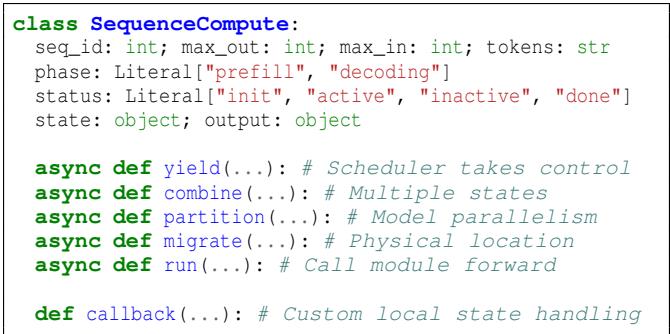 class SequenceCompute:
  seq_id: int; max_out: int; max_in: int; tokens: str
  phase: Literal["prefill", "decoding"]
  status: Literal["init", "active", "inactive", "done"]
  state: object; output: object

  async def yield(...): # Scheduler takes control
  async def combine(...): # Multiple states
  async def partition(...): # Model parallelism
  async def migrate(...): # Physical location
  async def run(...): # Call module forward

  def callback(...): # Custom local state handling